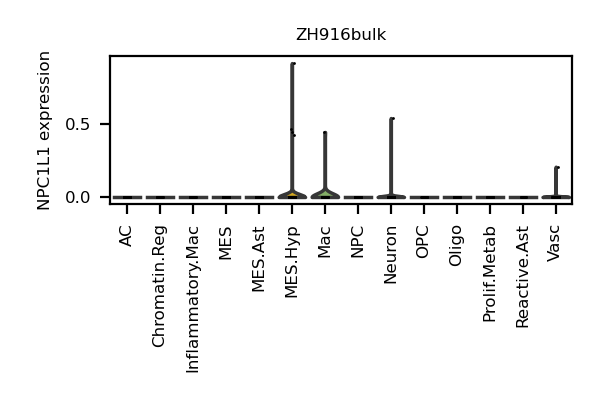 ZH916bulk
NPC1L1 expression
0.5
0.0
AC
Chromatin.Reg
Inflammatory.Mac
MES
MES.Ast
MES.Hyp
Mac
NPC
Neuron
OPC
Oligo
Prolif.Metab
Reactive.Ast
Vasc